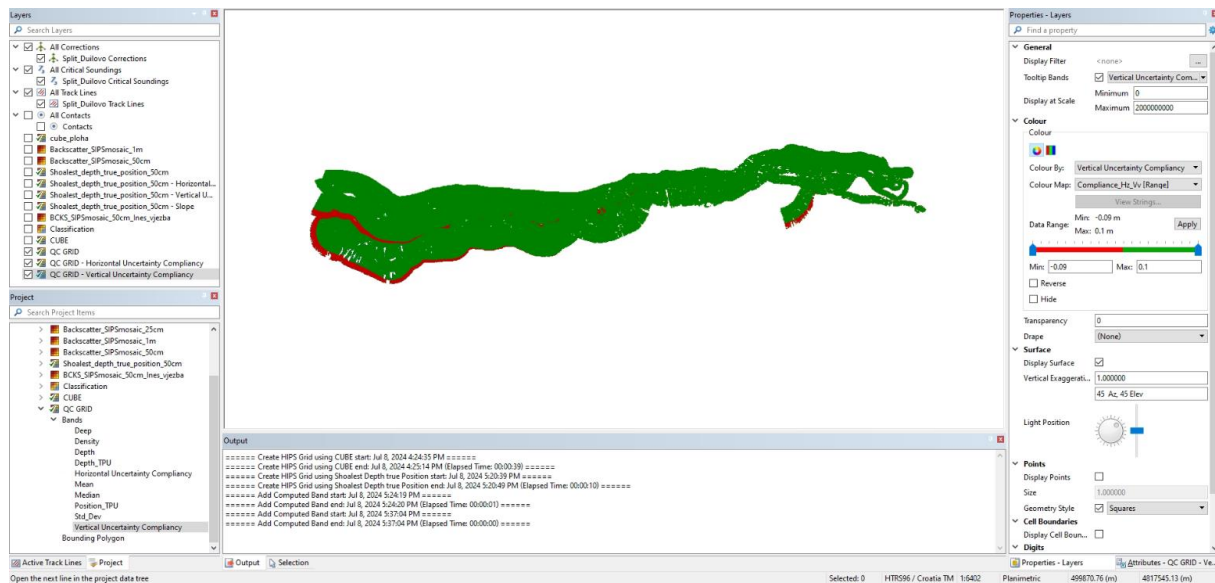 Layers
Search Layers
All Corrections
Split_Duilovo Corrections
All Critical Soundings
Split_Duilovo Critical Soundings
All Track Lines
Split_Duilovo Track Lines
All Contacts
Contacts
cube_ploha
Backscatter_SIPSmosaic_1m
Backscatter_SIPSmosaic_50cm
Shoalest_depth_true_position_50cm
Shoalest_depth_true_position_50cm - Horizontal...
Shoalest_depth_true_position_50cm - Vertical U...
Shoalest_depth_true_position_50cm - Slope
BCKS_SIPSmosaic_50cm_Ines_vjezba
Classification
CUBE
QC GRID
QC GRID - Horizontal Uncertainty Compliancy
QC GRID - Vertical Uncertainty Compliancy
Project
Search Project Items
Backscatter_SIPSmosaic_25cm
Backscatter_SIPSmosaic_1m
Backscatter_SIPSmosaic_50cm
Shoalest_depth_true_position_50cm
BCKS_SIPSmosaic_50cm_Ines_vjezba
Classification
CUBE
QC GRID
Bands
Deep
Density
Depth
Depth_TPU
Horizontal Uncertainty Compliancy
Mean
Median
Position_TPU
Std_Dev
Vertical Uncertainty Compliancy
Bounding Polygon
Active Track Lines Project
Open the next line in the project data tree
Output
====== Create HIPS Grid using CUBE start: Jul 8, 2024 4:24:35 PM ======
====== Create HIPS Grid using CUBE end: Jul 8, 2024 4:25:14 PM (Elapsed Time: 00:00:39) ======
====== Create HIPS Grid using Shoalest Depth true Position start: Jul 8, 2024 5:20:39 PM ======
====== Create HIPS Grid using Shoalest Depth true Position end: Jul 8, 2024 5:20:49 PM (Elapsed Time: 00:00:10) ======
====== Add Computed Band start: Jul 8, 2024 5:24:19 PM ======
====== Add Computed Band end: Jul 8, 2024 5:24:20 PM (Elapsed Time: 00:00:01) ======
====== Add Computed Band start: Jul 8, 2024 5:37:04 PM ======
====== Add Computed Band end: Jul 8, 2024 5:37:04 PM (Elapsed Time: 00:00:00) ======
Output Selection
Properties - Layers
Find a property
General
Display Filter <none> ...
Tooltip Bands Vertical Uncertainty Com...
Display at Scale
Minimum 0
Maximum 2000000000
Colour
Colour
Colour By: Vertical Uncertainty Compliancy
Colour Map: Compliance_Hz_Vv [Range]
View Strings...
Data Range: Min: -0.09 m
Max: 0.1 m
Apply
Min: -0.09 Max: 0.1
Reverse
Hide
Transparency 0
Drape (None)
Surface
Display Surface
Vertical Exaggerati... 1.000000
45 Az, 45 Elev
Light Position
Points
Display Points
Size 1.000000
Geometry Style Squares
Cell Boundaries
Display Cell Boun...
Digits
Properties - Layers Attributes - QC GRID - Ve...
Selected: 0 HTRS96 / Croatia TM 1:6402 Planimetric 499870.76 (m) 4817545.13 (m)